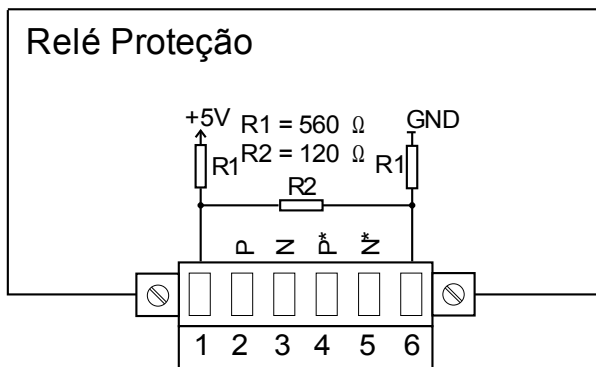 Relé Proteção
+5V R1 = 560 Ω GND
R1 R2 = 120 Ω R1
R2
P N P* N*
1 2 3 4 5 6